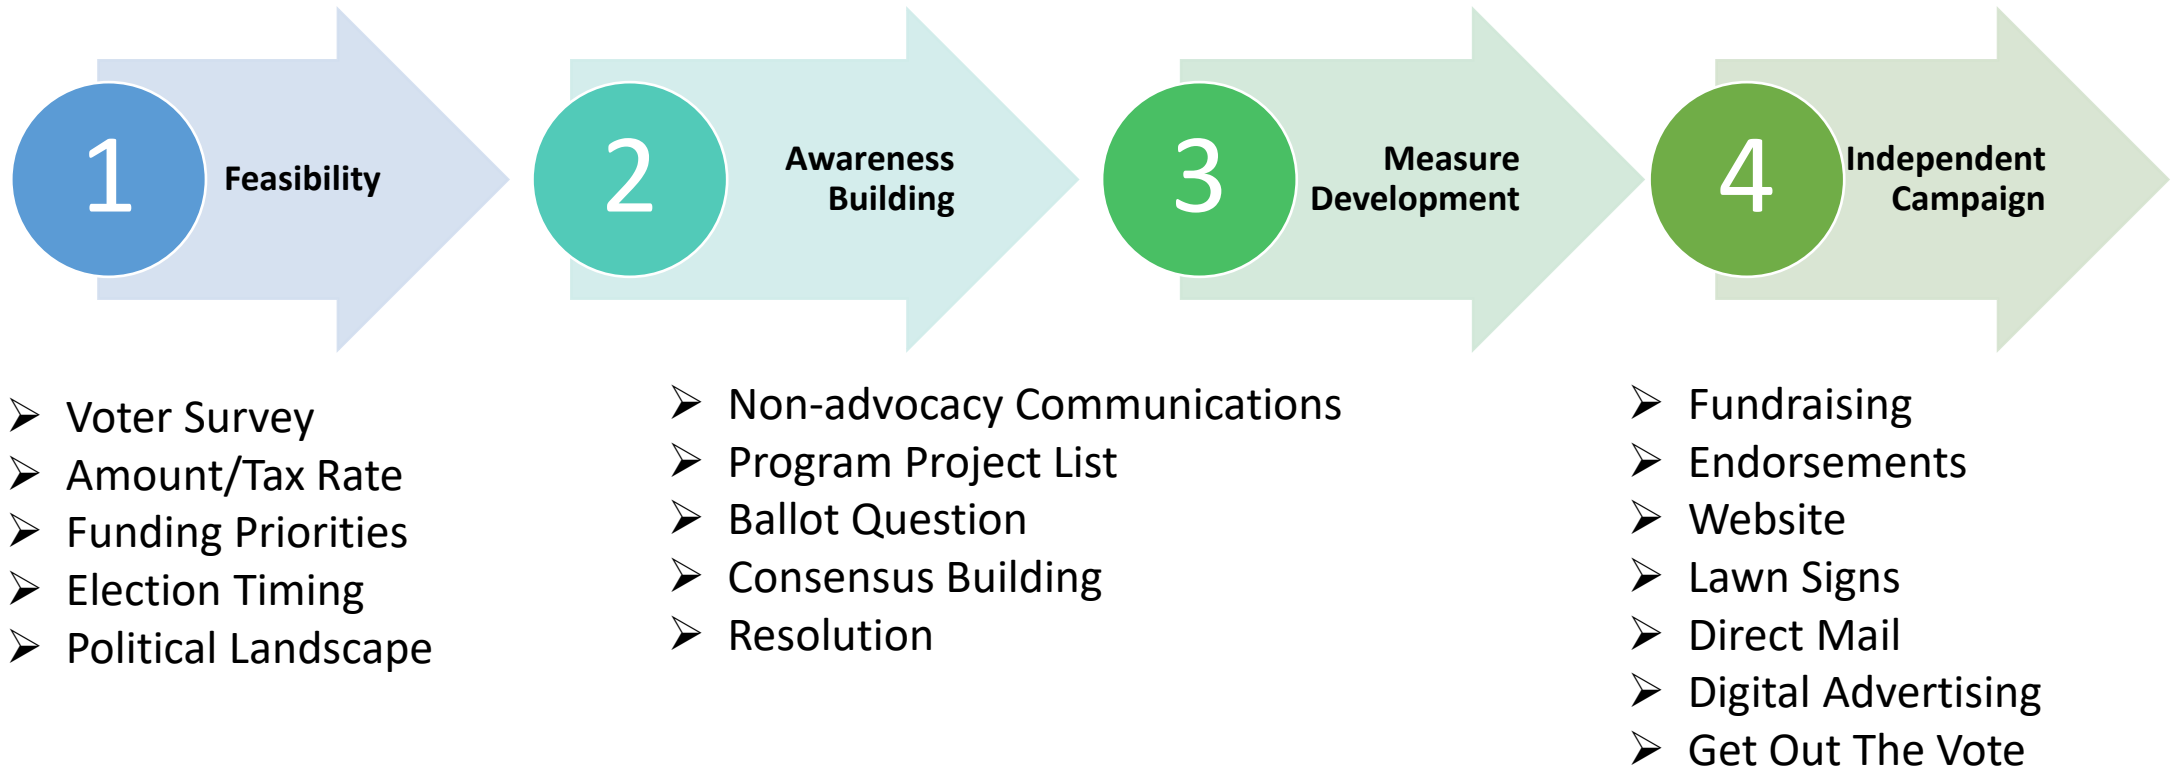 1
Feasibility
2
Awareness
Building
3
Measure
Development
4
Independent
Campaign
➢ Voter Survey
➢ Amount/Tax Rate
➢ Funding Priorities
➢ Election Timing
➢ Political Landscape
➢ Non-advocacy Communications
➢ Program Project List
➢ Ballot Question
➢ Consensus Building
➢ Resolution
➢ Fundraising
➢ Endorsements
➢ Website
➢ Lawn Signs
➢ Direct Mail
➢ Digital Advertising
➢ Get Out The Vote